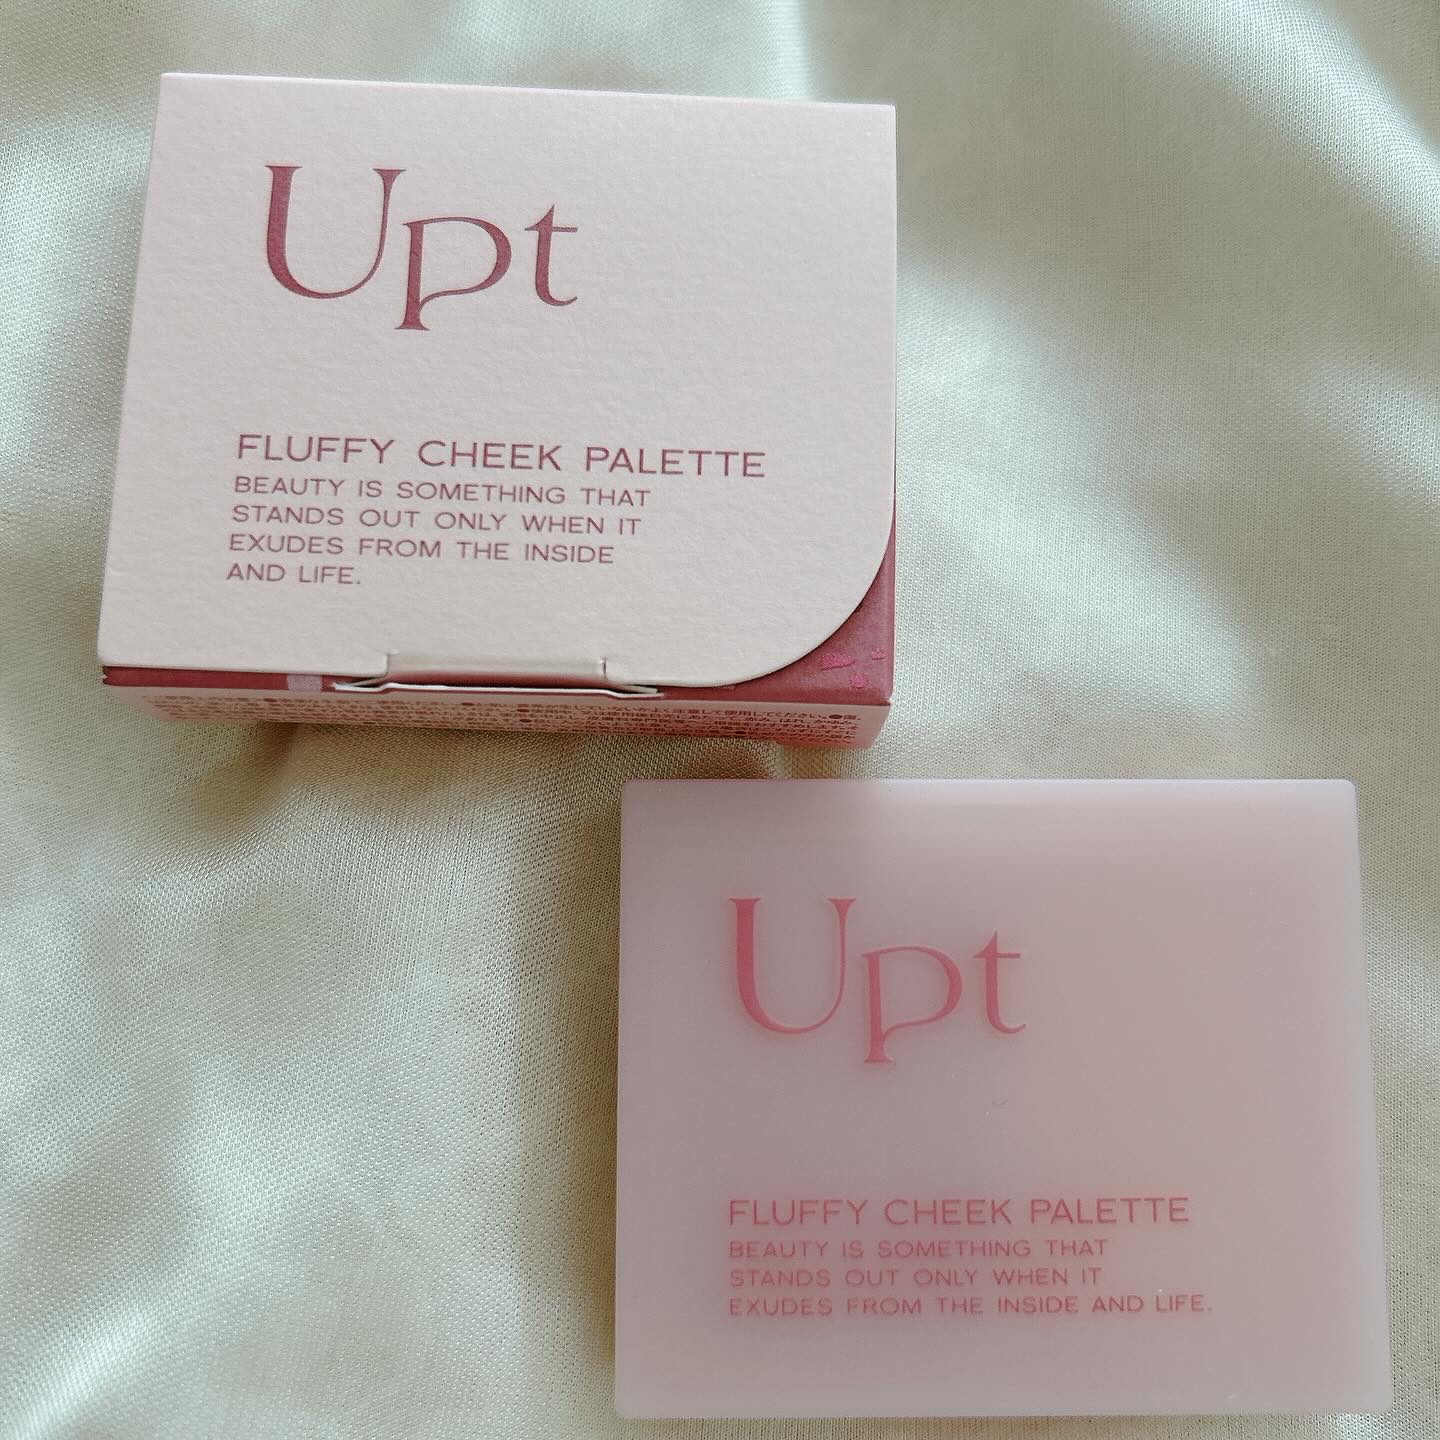 Upt
FLUFFY CHEEK PALETTE
BEAUTY IS SOMETHING THAT
STANDS OUT ONLY WHEN IT
EXUDES FROM THE INSIDE
AND LIFE.
Upt
FLUFFY CHEEK PALETTE
BEAUTY IS SOMETHING THAT
STANDS OUT ONLY WHEN IT
EXUDES FROM THE INSIDE AND LIFE.